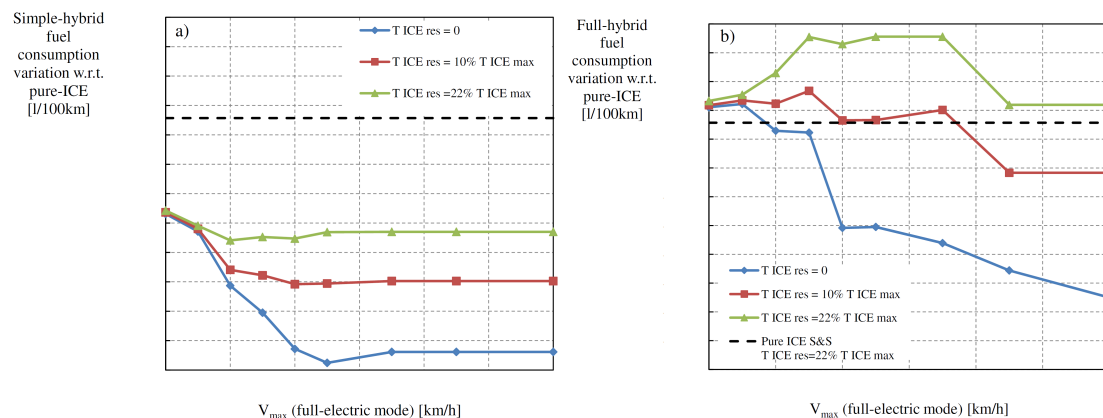 Simple-hybrid
fuel
consumption
variation w.r.t.
pure-ICE
[l/100km]
a)
T ICE res = 0
T ICE res = 10% T ICE max
T ICE res =22% T ICE max
V_max (full-electric mode) [km/h]
Full-hybrid
fuel
consumption
variation w.r.t.
pure-ICE
[l/100km]
b)
T ICE res = 0
T ICE res = 10% T ICE max
T ICE res =22% T ICE max
Pure ICE S&S
T ICE res=22% T ICE max
V_max (full-electric mode) [km/h]